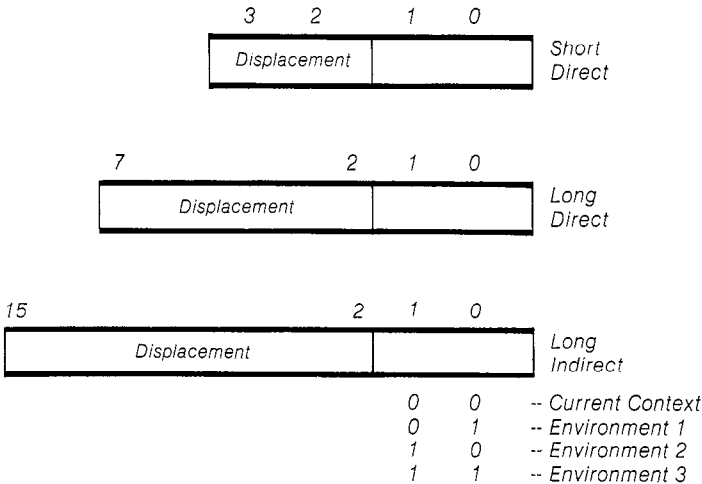 3 2 1 0
Displacement
Short
Direct
7 2 1 0
Displacement
Long
Direct
15 2 1 0
Displacement
Long
Indirect
0 0 -- Current Context
0 1 -- Environment 1
1 0 -- Environment 2
1 1 -- Environment 3